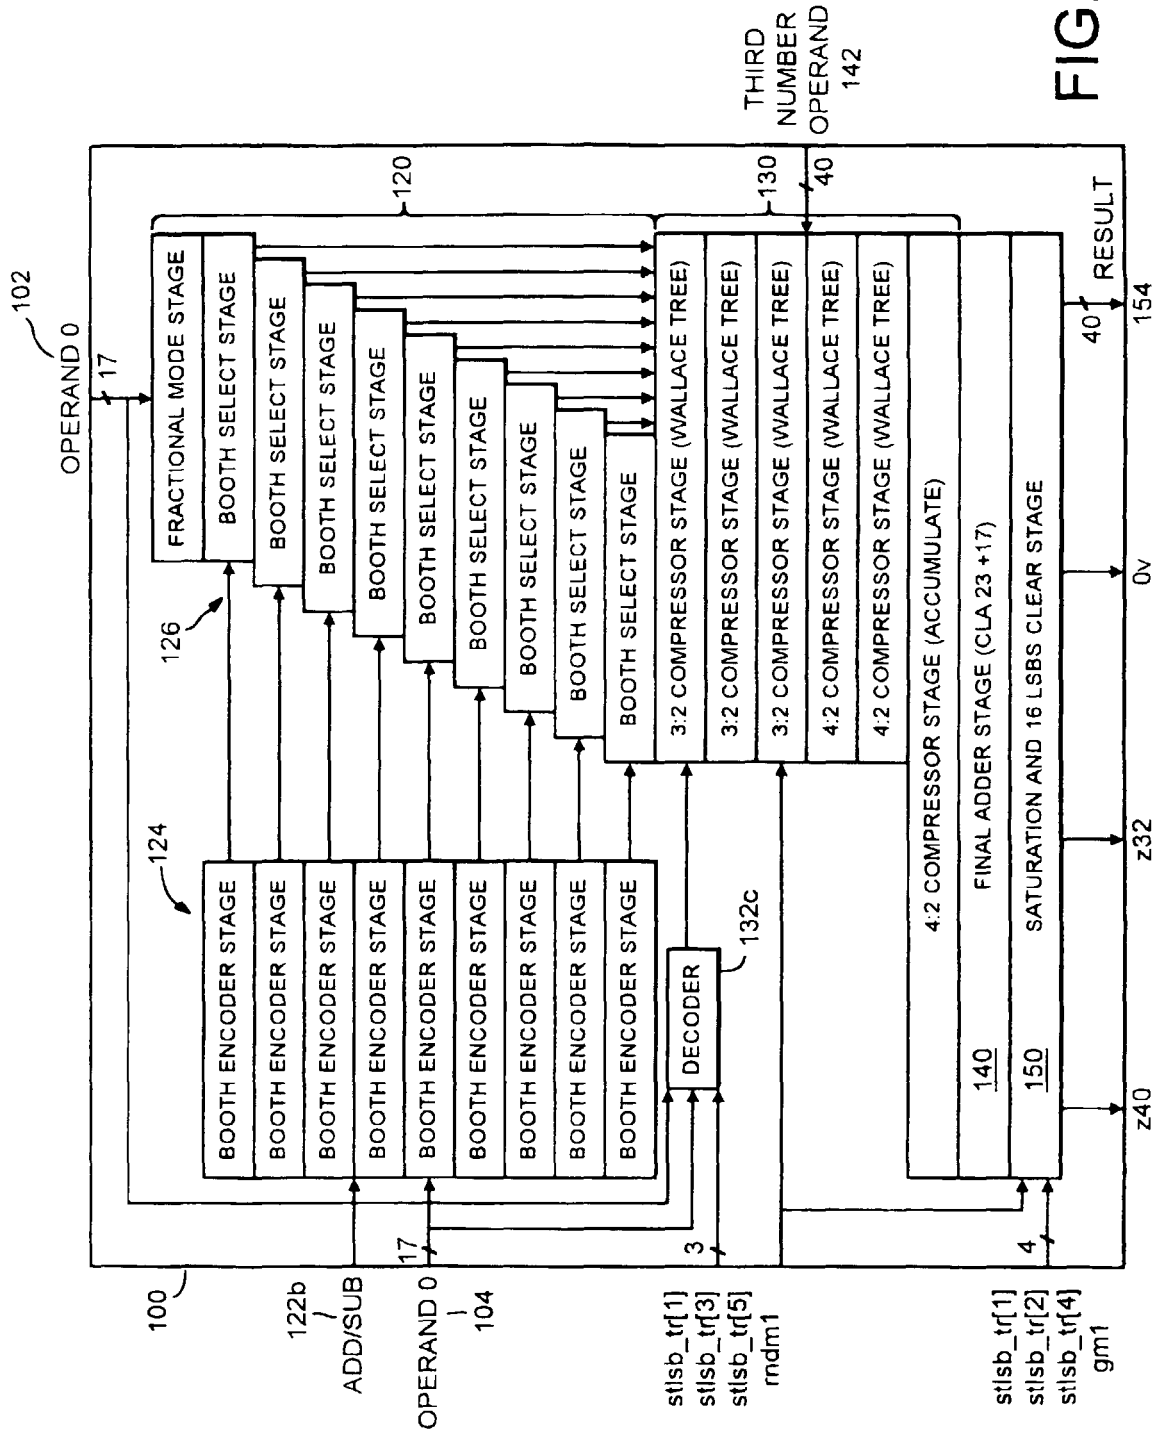 OPERAND 0
102
17
FRACTIONAL MODE STAGE
BOOTH SELECT STAGE
BOOTH SELECT STAGE
BOOTH SELECT STAGE
BOOTH SELECT STAGE
BOOTH SELECT STAGE
BOOTH SELECT STAGE
BOOTH SELECT STAGE
BOOTH SELECT STAGE
BOOTH SELECT STAGE
120
126
124
BOOTH ENCODER STAGE
BOOTH ENCODER STAGE
BOOTH ENCODER STAGE
BOOTH ENCODER STAGE
BOOTH ENCODER STAGE
BOOTH ENCODER STAGE
BOOTH ENCODER STAGE
BOOTH ENCODER STAGE
BOOTH ENCODER STAGE
100
122b
ADD/SUB
17
OPERAND 0
104
DECODER
132c
3
stlsb_tr[1]
stlsb_tr[3]
stlsb_tr[5]
rndm1
3:2 COMPRESSOR STAGE (WALLACE TREE)
3:2 COMPRESSOR STAGE (WALLACE TREE)
3:2 COMPRESSOR STAGE (WALLACE TREE)
4:2 COMPRESSOR STAGE (WALLACE TREE)
4:2 COMPRESSOR STAGE (WALLACE TREE)
130
40
THIRD
NUMBER
OPERAND
142
4:2 COMPRESSOR STAGE (ACCUMULATE)
140
FINAL ADDER STAGE (CLA 23 +17)
150
SATURATION AND 16 LSBS CLEAR STAGE
4
stlsb_tr[1]
stlsb_tr[2]
stlsb_tr[4]
gm1
z40
z32
0v
40
RESULT
154
FIG.